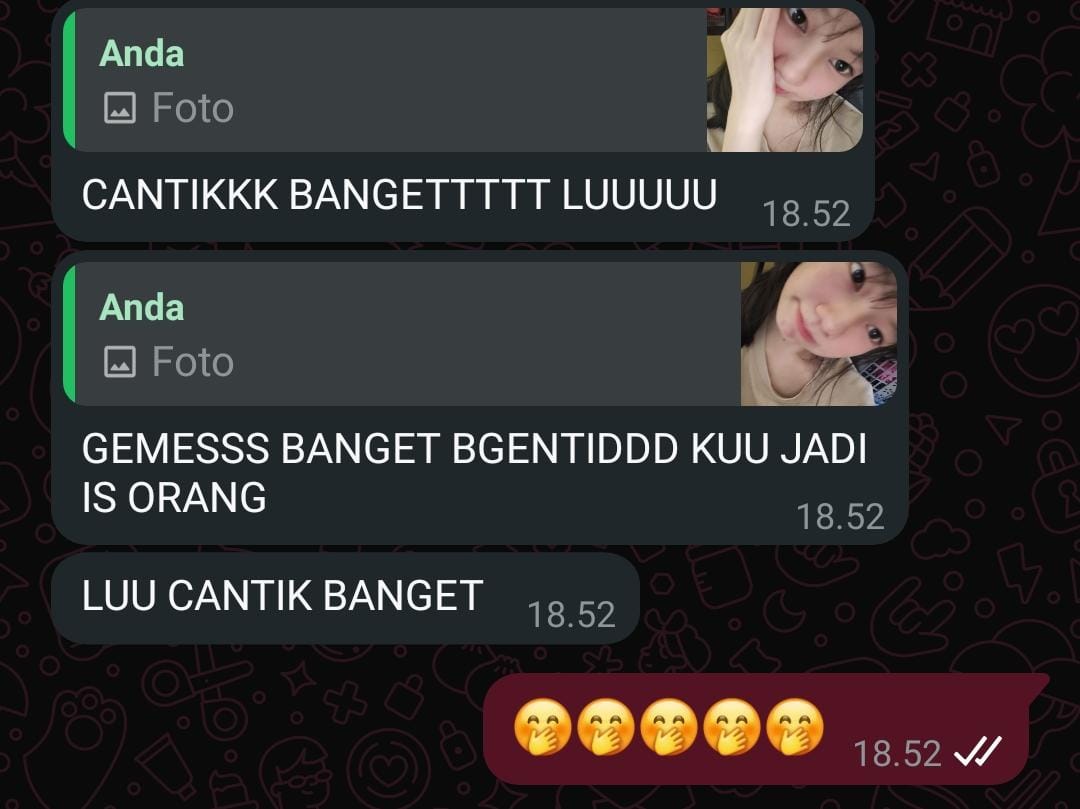 Anda
Foto
CANTIKKK BANGETTTTT LUUUUU
18.52
Anda
Foto
GEMESSS BANGET BGENTIDDD KUU JADI
IS ORANG
18.52
LUU CANTIK BANGET
18.52
🤭🤭🤭🤭🤭
18.52